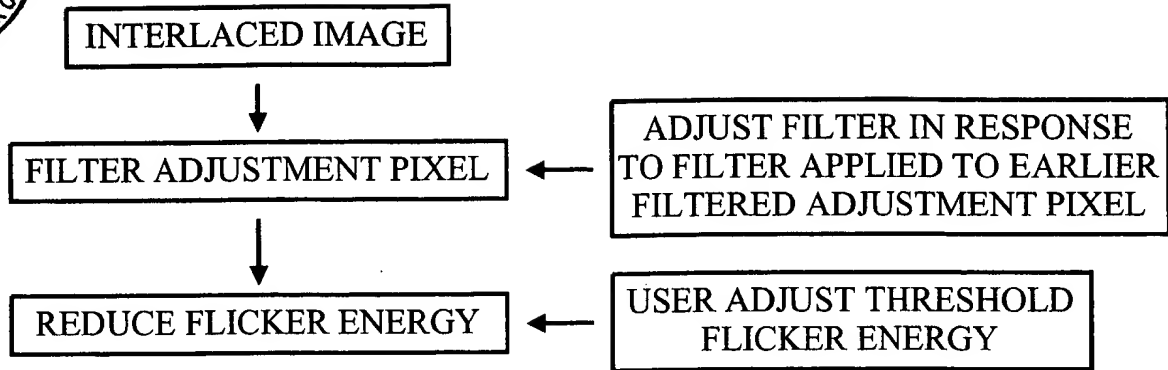 INTERLACED IMAGE
FILTER ADJUSTMENT PIXEL
ADJUST FILTER IN RESPONSE
TO FILTER APPLIED TO EARLIER
FILTERED ADJUSTMENT PIXEL
REDUCE FLICKER ENERGY
USER ADJUST THRESHOLD
FLICKER ENERGY